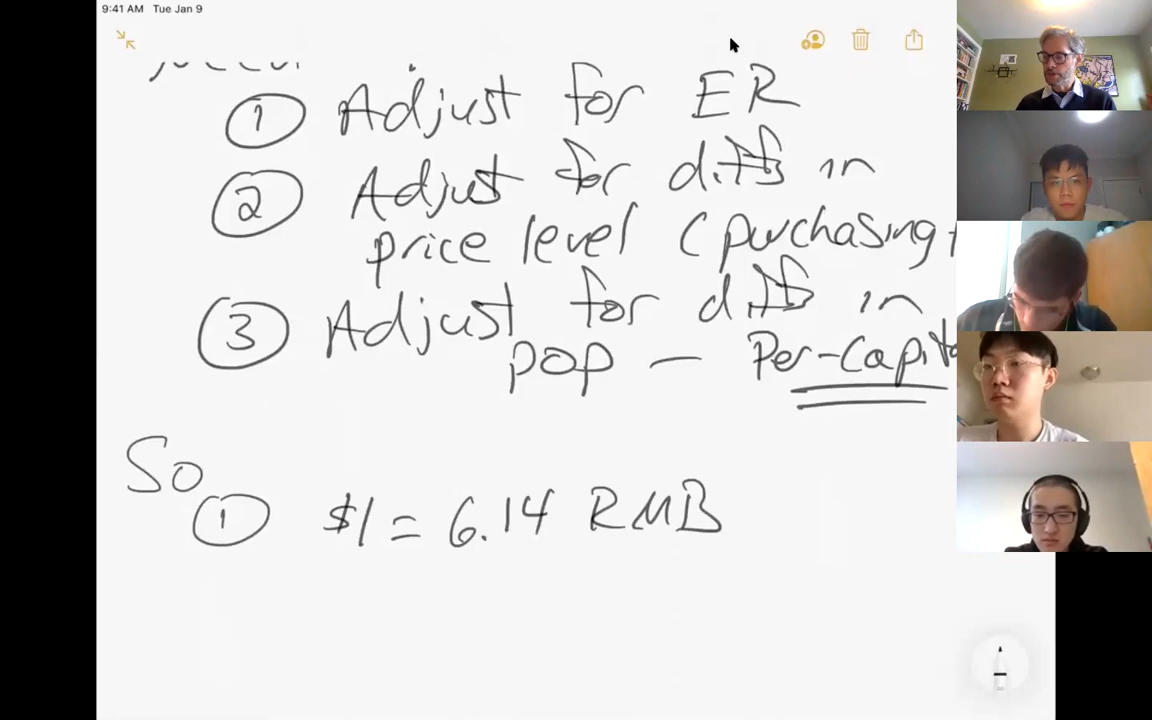 9:41 AM Tue Jan 9
① Adjust for ER
② Adjust for diffs in
price level (purchasing
③ Adjust for diffs in
pop — Per-Capita
So
① $1 = 6.14 RMB